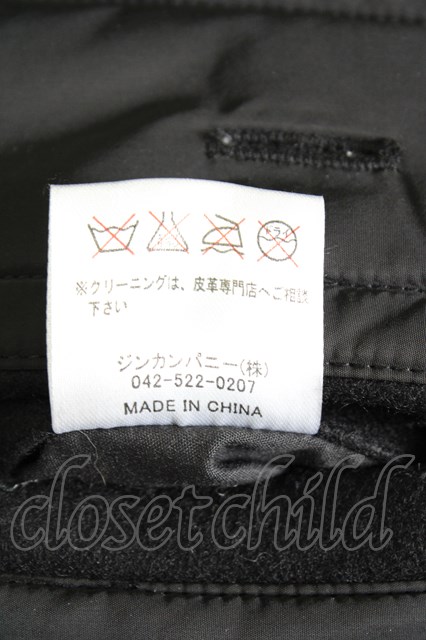 ドライ
※クリーニングは、皮革専門店へご相談
下さい
ジンカンパニー(株)
042-522-0207
MADE IN CHINA
closetchild